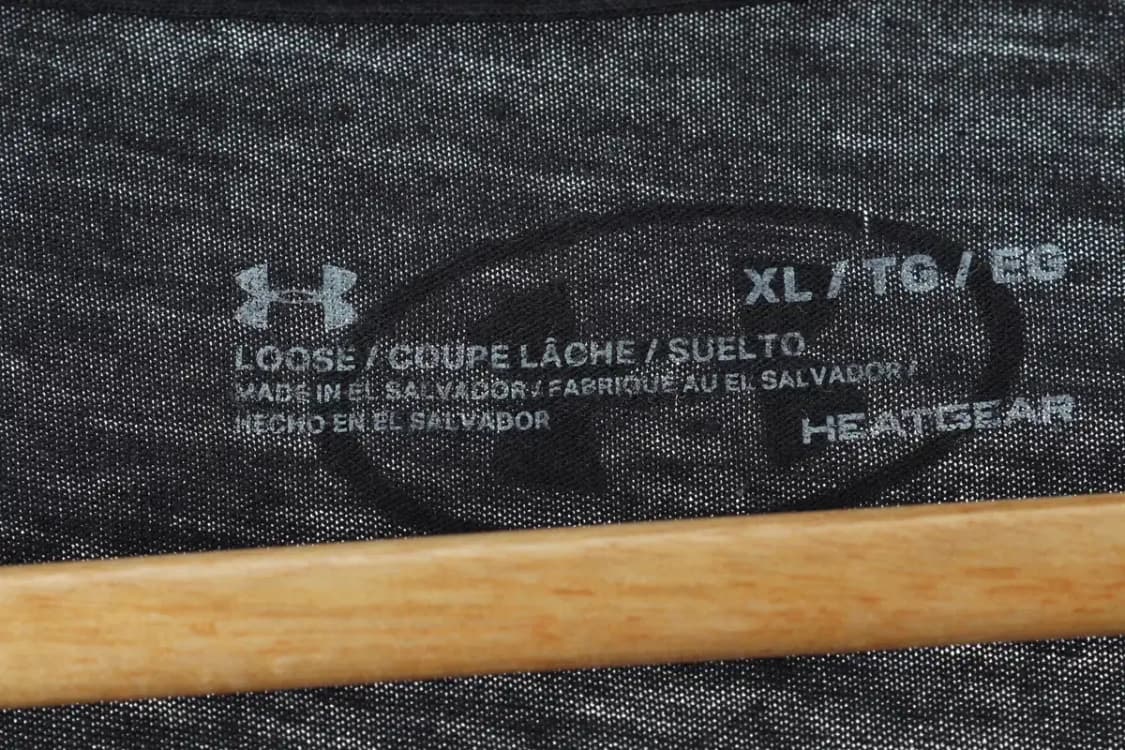 XL / TG / EG
LOOSE / COUPE LÂCHE / SUELTO
MADE IN EL SALVADOR / FABRIQUE AU EL SALVADOR /
HECHO EN EL SALVADOR
HEATGEAR